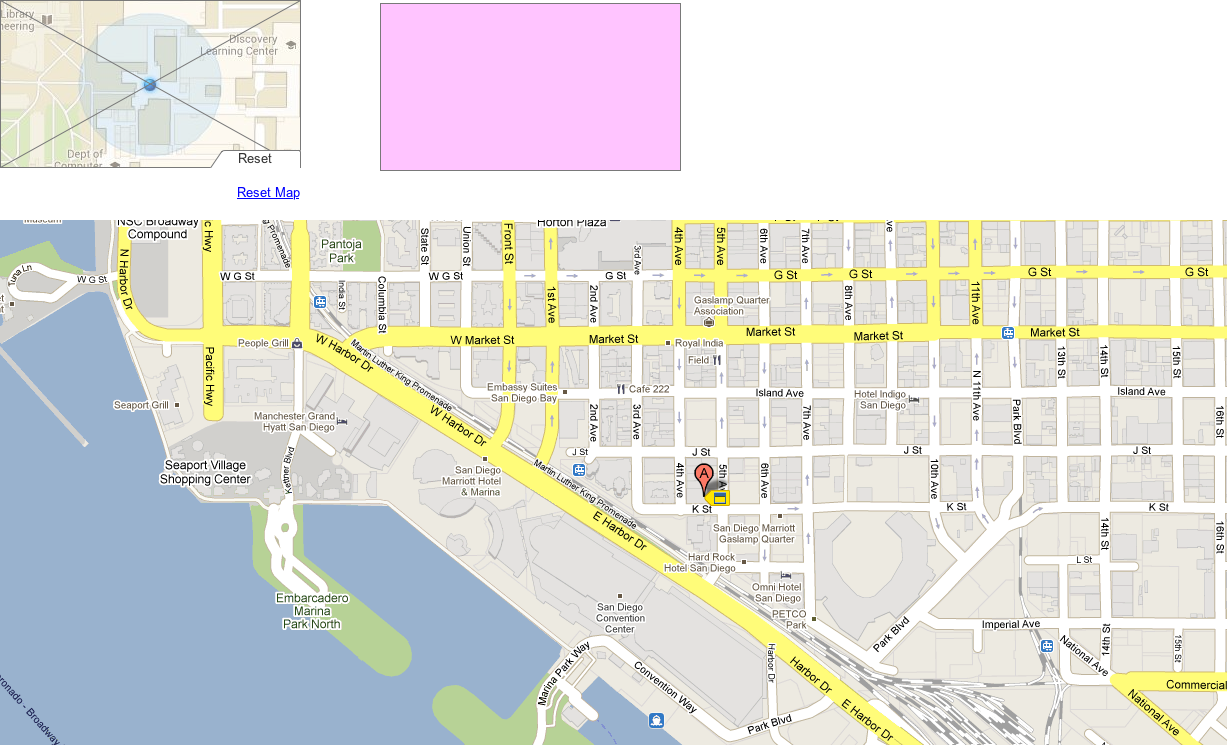 Library
Discovery
Learning Center
Dept of
Computer
Reset
Reset Map
NSC Broadway
Compound
Horton Plaza
Pantoja
Park
State St
Union St
Front St
1st Ave
2nd Ave
3rd Ave
4th Ave
5th Ave
6th Ave
7th Ave
8th Ave
11th Ave
Tuna Ln
W G St
W G St
W G St
G St
G St
G St
G St
G St
N Harbor Dr
India St
Columbia St
Gaslamp Quarter
Association
People Grill
W Harbor Dr
W Market St
Market St
Market St
Market St
Market St
Royal India
Field
Martin Luther King Promenade
Pacific Hwy
13th St
14th St
15th St
Embassy Suites
San Diego Bay
Cafe 222
Island Ave
Island Ave
Hotel Indigo
San Diego
N 11th Ave
Park Blvd
16th St
Seaport Grill
Manchester Grand
Hyatt San Diego
W Harbor Dr
2nd Ave
3rd Ave
7th Ave
J St
J St
J St
Seaport Village
Shopping Center
Kettner Blvd
San Diego
Marriott Hotel
& Marina
Martin Luther King Promenade
4th Ave
A
5th
6th Ave
10th Ave
K St
K St
K St
E Harbor Dr
San Diego Marriott
Gaslamp Quarter
14th St
16th St
Hard Rock
Hotel San Diego
L St
Omni Hotel
San Diego
Embarcadero
Marina
Park North
San Diego
Convention
Center
PETCO
Park
Park Blvd
Imperial Ave
14th St
15th St
National Ave
Marina Park Way
Convention Way
Harbor Dr
Harbor Dr
E Harbor Dr
Park Blvd
Commercial
National Ave